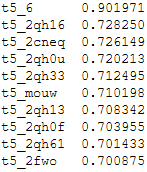 t5_6 0.901971
t5_2qh16 0.728250
t5_2cneq 0.726149
t5_2qh0u 0.720213
t5_2qh33 0.712495
t5_mouw 0.710198
t5_2qh13 0.708342
t5_2qh0f 0.703955
t5_2qh61 0.701433
t5_2fwo 0.700875